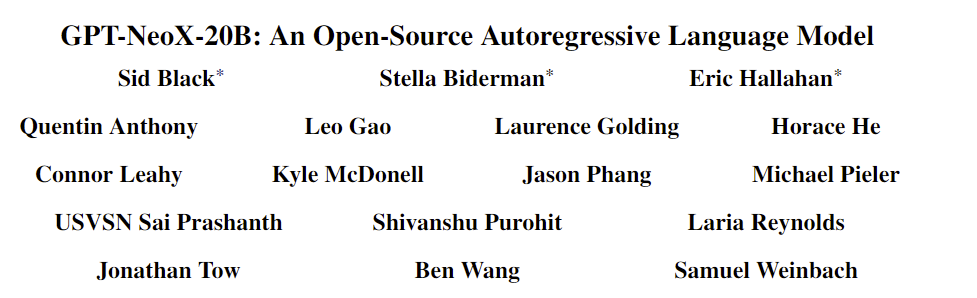 GPT-NeoX-20B: An Open-Source Autoregressive Language Model
Sid Black* Stella Biderman* Eric Hallahan*
Quentin Anthony Leo Gao Laurence Golding Horace He
Connor Leahy Kyle McDonell Jason Phang Michael Pieler
USVSN Sai Prashanth Shivanshu Purohit Laria Reynolds
Jonathan Tow Ben Wang Samuel Weinbach